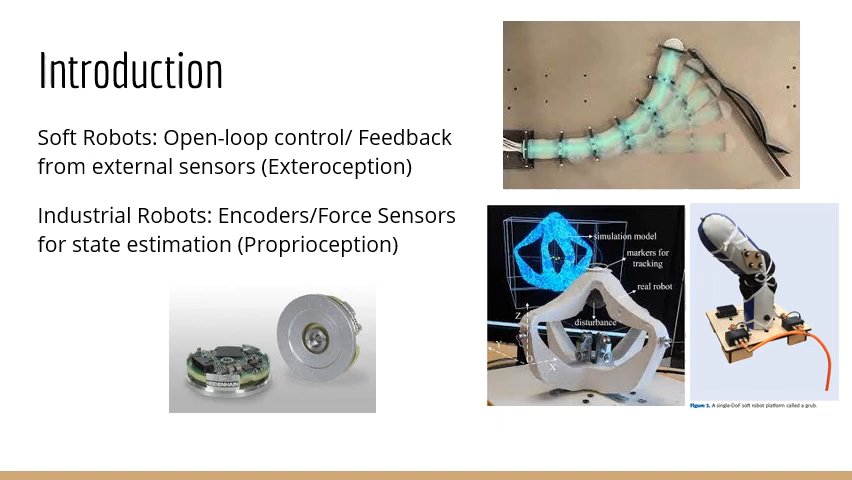 Introduction
Soft Robots: Open-loop control/ Feedback
from external sensors (Exteroception)
Industrial Robots: Encoders/Force Sensors
for state estimation (Proprioception)
simulation model
markers for
tracking
real robot
disturbance
Z
Y
X
HEIDENHAIN
Figure 1. A single-DoF soft robot platform called a grub.